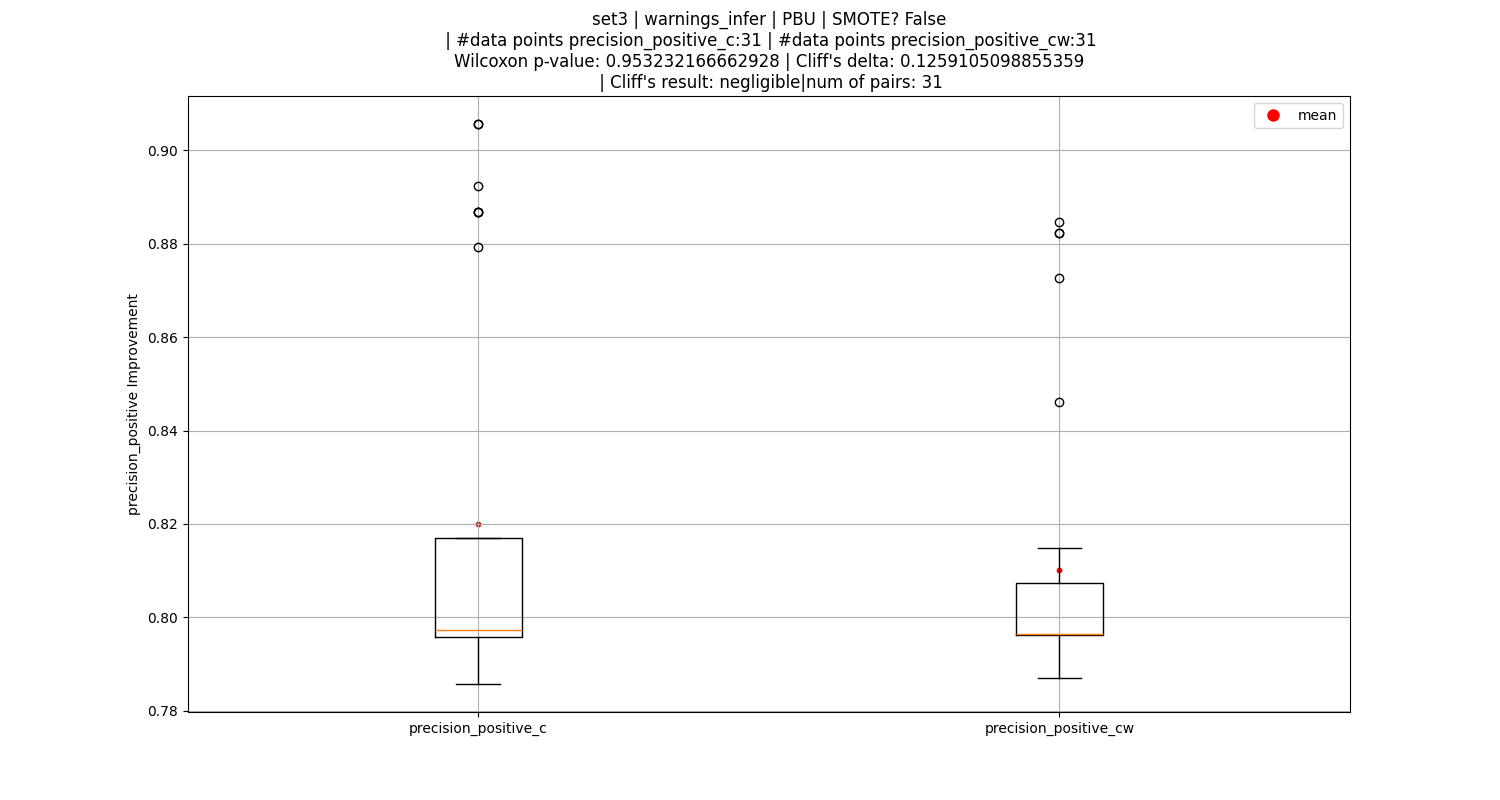 set3 | warnings_infer | PBU | SMOTE? False
| #data points precision_positive_c:31 | #data points precision_positive_cw:31
Wilcoxon p-value: 0.953232166662928 | Cliff's delta: 0.1259105098855359
| Cliff's result: negligible|num of pairs: 31
mean
0.90
0.88
0.86
0.84
0.82
0.80
0.78
precision_positive Improvement
precision_positive_c
precision_positive_cw